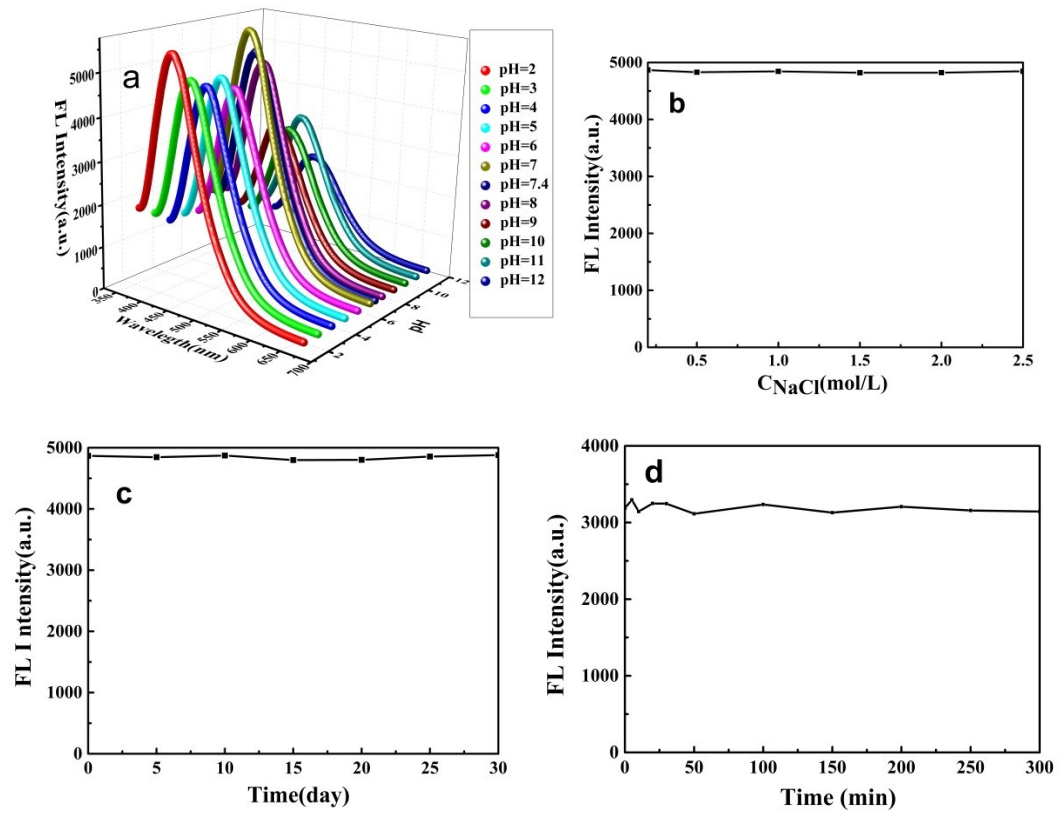 a
FL Intensity(a.u.)
5000
4000
3000
2000
1000
0
350
400
450
500
550
600
650
700
Wavelegth(nm)
2
4
6
8
10
12
pH
pH=2
pH=3
pH=4
pH=5
pH=6
pH=7
pH=7.4
pH=8
pH=9
pH=10
pH=11
pH=12
b
FL Intensity(a.u.)
5000
4000
3000
2000
1000
0
0.5 1.0 1.5 2.0 2.5
CNaCl(mol/L)
c
FL I ntensity(a.u.)
5000
4000
3000
2000
1000
0
0 5 10 15 20 25 30
Time(day)
d
FL Intensity(a.u.)
4000
3000
2000
1000
0
0 50 100 150 200 250 300
Time (min)